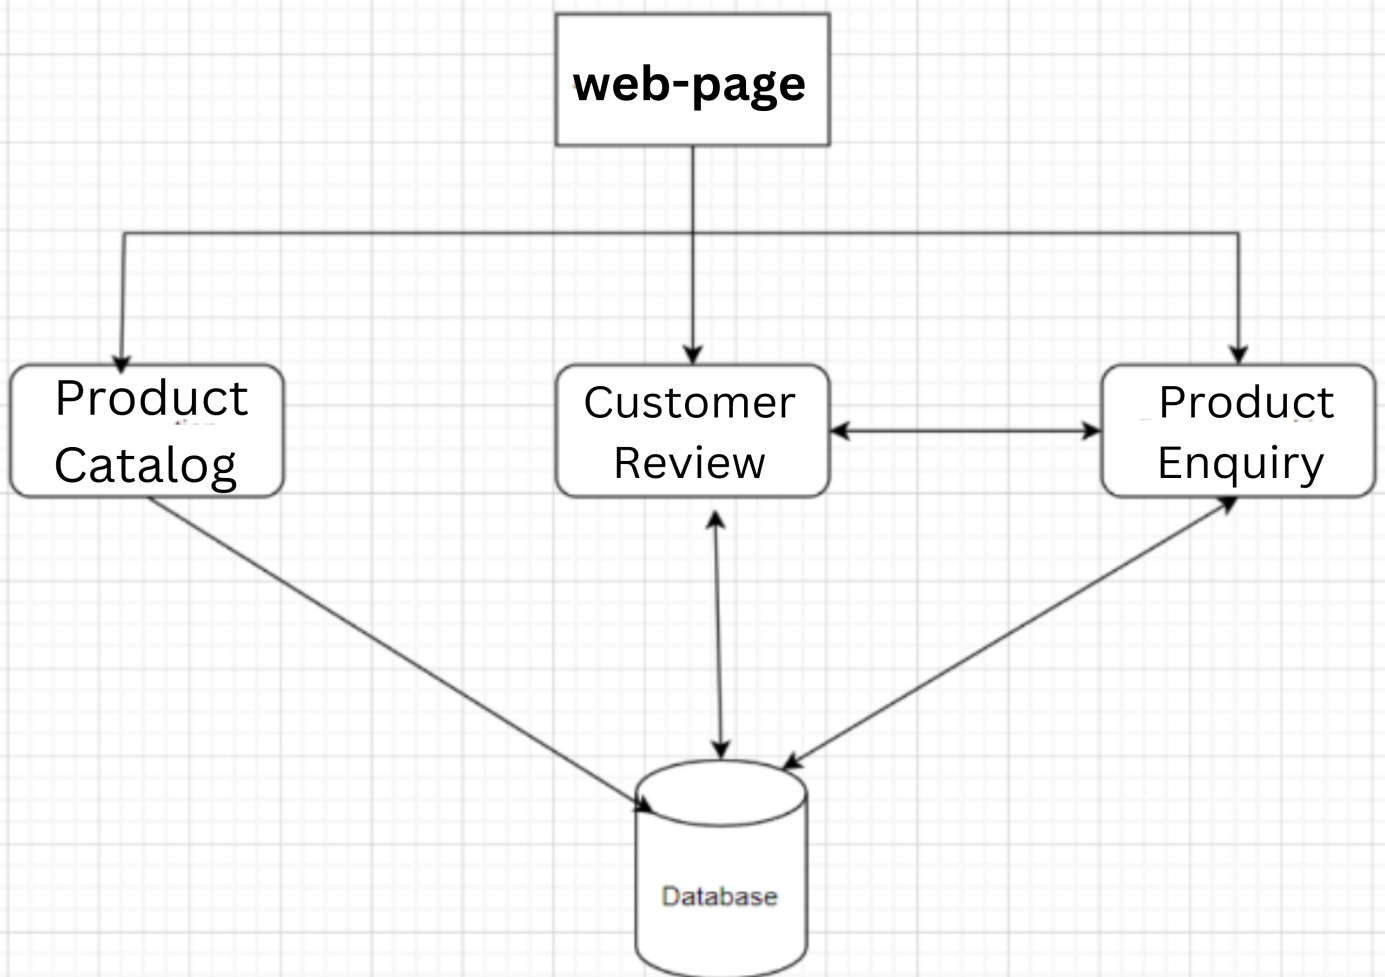 web-page
Product
Catalog
Customer
Review
Product
Enquiry
Database